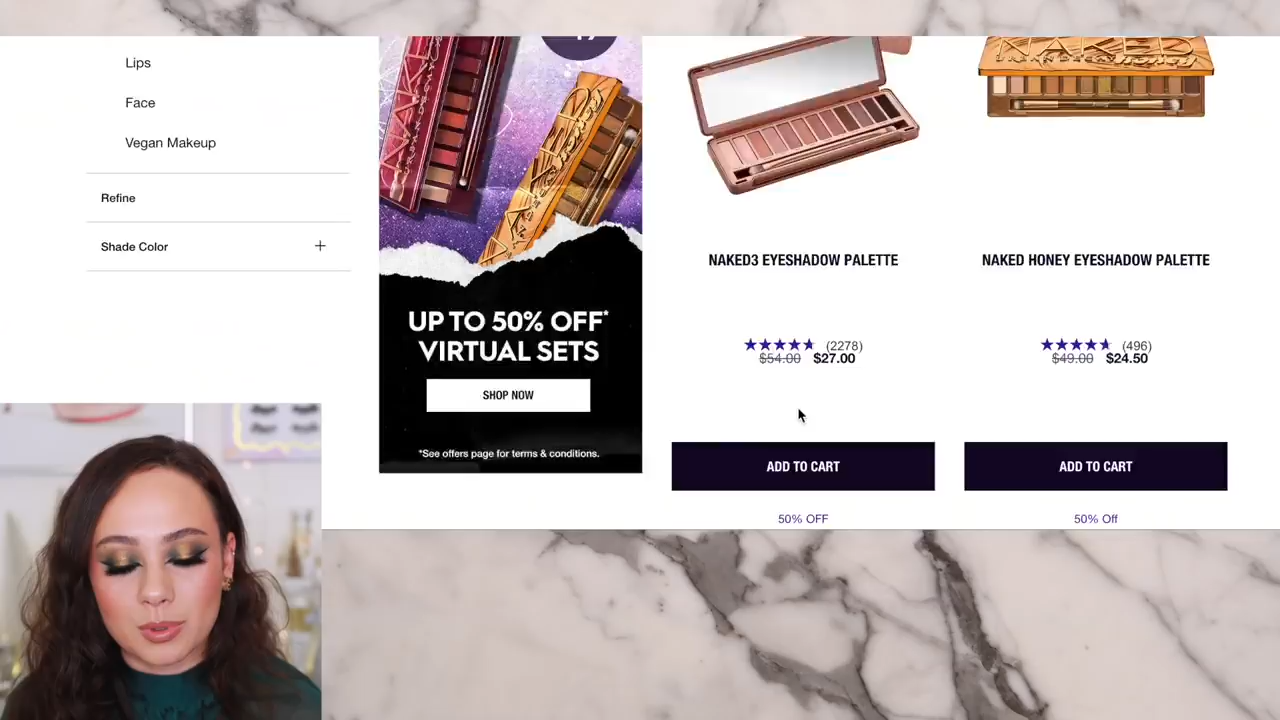 Lips
Face
Vegan Makeup
Refine
Shade Color
NAKED
UP TO 50% OFF*
VIRTUAL SETS
SHOP NOW
*See offers page for terms & conditions.
NAKED3 EYESHADOW PALETTE
(2278)
$54.00 $27.00
ADD TO CART
50% OFF
NAKED HONEY EYESHADOW PALETTE
(496)
$49.00 $24.50
ADD TO CART
50% Off